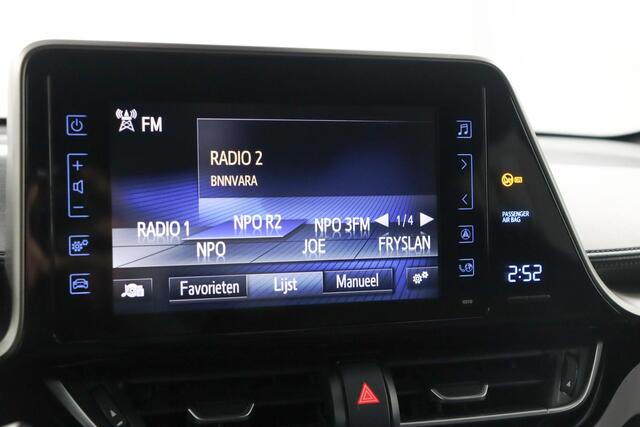 FM
RADIO 2
BNNVARA
RADIO 1
NPO R2
NPO 3FM
1/4
NPO
JOE
FRYSLAN
Favorieten
Lijst
Manueel
PASSENGER
AIR BAG
2:52